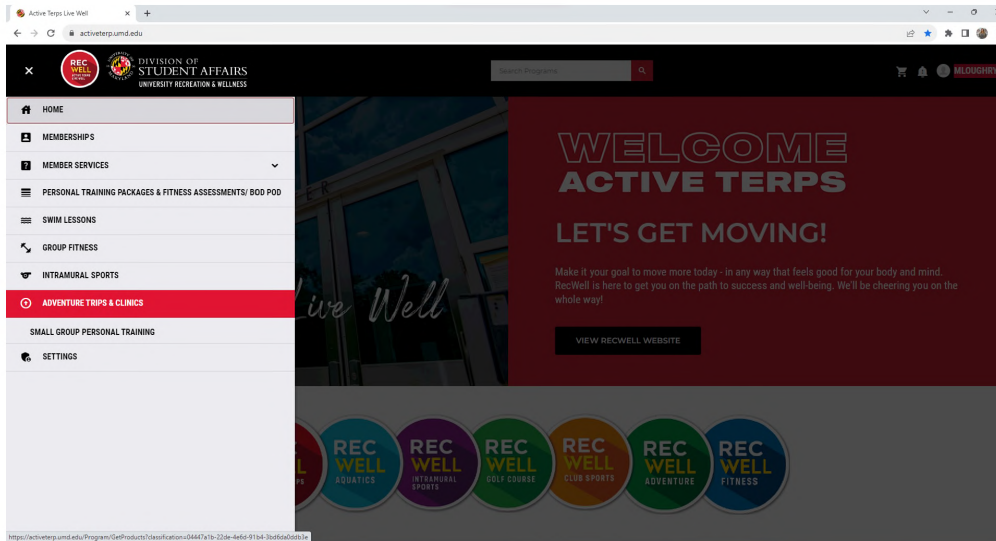 Active Terps Live Well
activeterp.umd.edu
REC
WELL
DIVISION OF
STUDENT AFFAIRS
UNIVERSITY RECREATION & WELLNESS
Search Programs
MLOUGHRY
HOME
MEMBERSHIPS
MEMBER SERVICES
PERSONAL TRAINING PACKAGES & FITNESS ASSESSMENTS/ BOD POD
SWIM LESSONS
GROUP FITNESS
INTRAMURAL SPORTS
ADVENTURE TRIPS & CLINICS
SMALL GROUP PERSONAL TRAINING
SETTINGS
Live Well
WELCOME
ACTIVE TERPS
LET'S GET MOVING!
Make it your goal to move more today - in any way that feels good for your body and mind.
RecWell is here to get you on the path to success and well-being. We'll be cheering you on the
whole way!
VIEW RECWELL WEBSITE
REC
WELL
AQUATICS
REC
WELL
INTRAMURAL
SPORTS
REC
WELL
GOLF COURSE
REC
WELL
CLUB SPORTS
REC
WELL
ADVENTURE
REC
WELL
FITNESS
https://activeterp.umd.edu/Program/GetProducts?classification=04447a1b-22de-4e6d-91b4-3bd6da0ddb3e